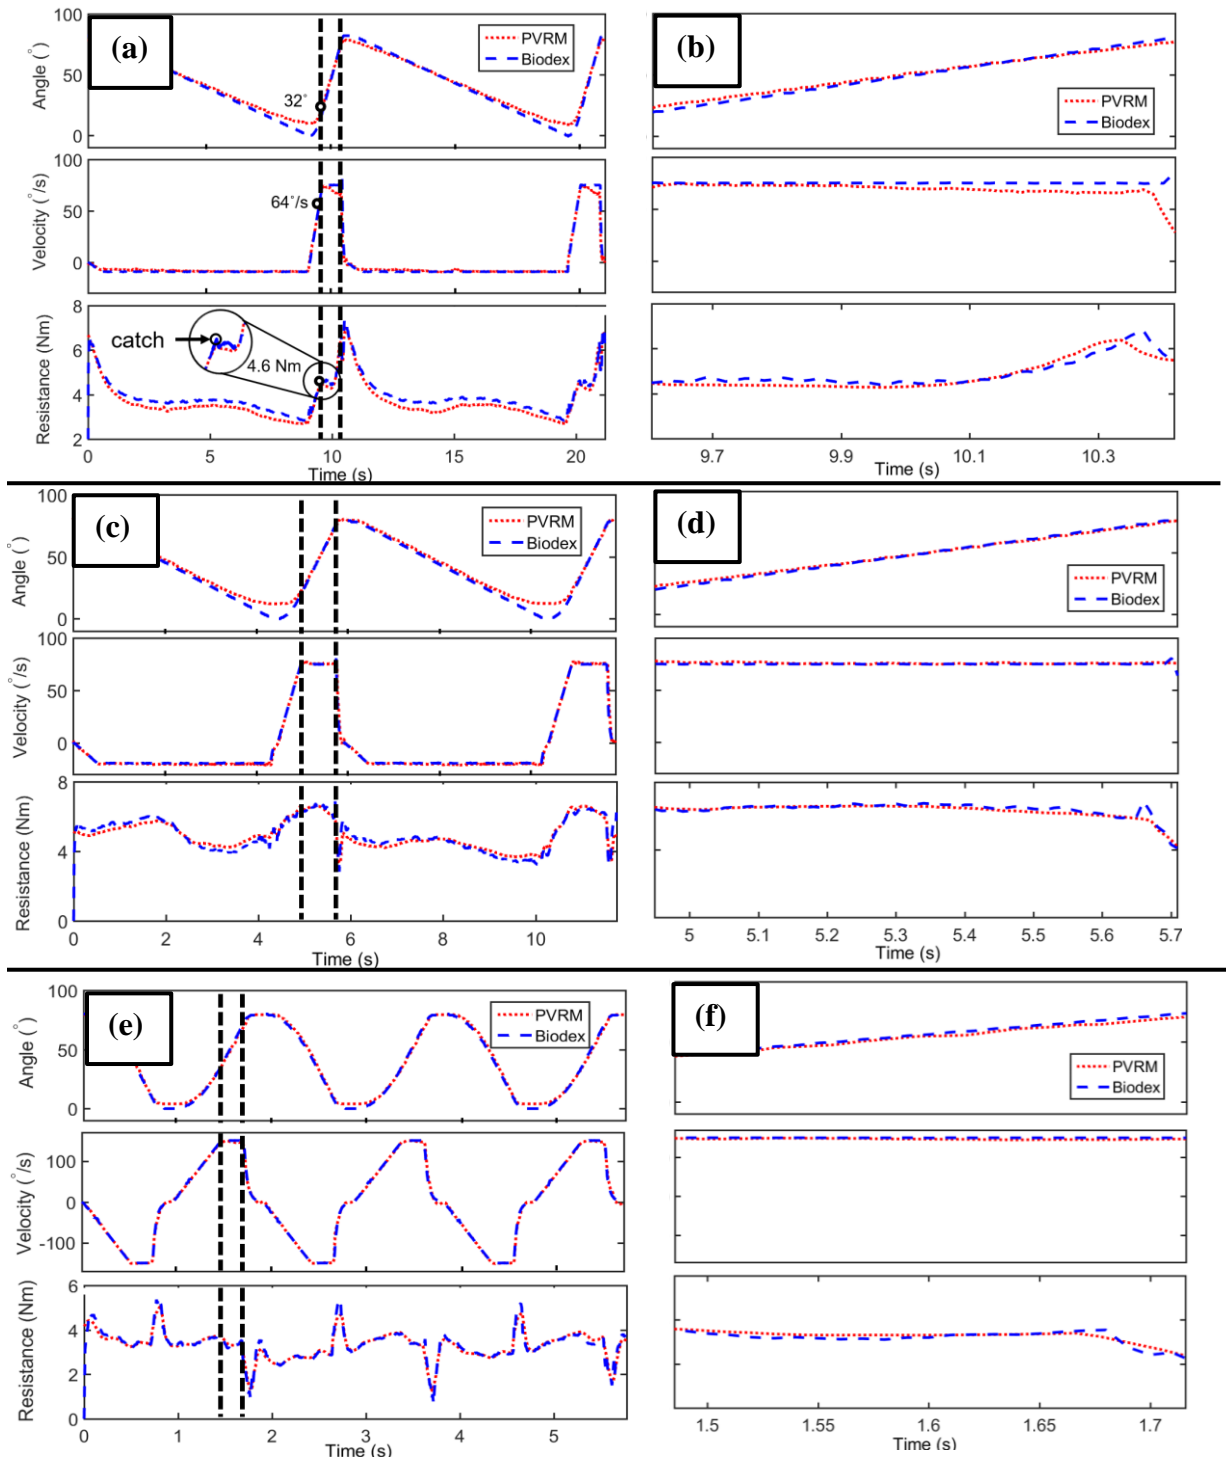 (a)
100
50
0
Angle (°)
32°
PVRM
Biodex
100
50
0
Velocity (°/s)
64°/s
8
6
4
2
Resistance (Nm)
catch
4.6 Nm
0 5 10 15 20
Time (s)
(b)
PVRM
Biodex
9.7 9.9 10.1 10.3
Time (s)
(c)
100
50
0
Angle (°)
PVRM
Biodex
100
50
0
Velocity (°/s)
8
4
0
Resistance (Nm)
0 2 4 6 8 10
Time (s)
(d)
PVRM
Biodex
5 5.1 5.2 5.3 5.4 5.5 5.6 5.7
Time (s)
(e)
100
50
0
Angle (°)
PVRM
Biodex
100
0
-100
Velocity (°/s)
6
4
2
0
Resistance (Nm)
0 1 2 3 4 5
Time (s)
(f)
PVRM
Biodex
1.5 1.55 1.6 1.65 1.7
Time (s)